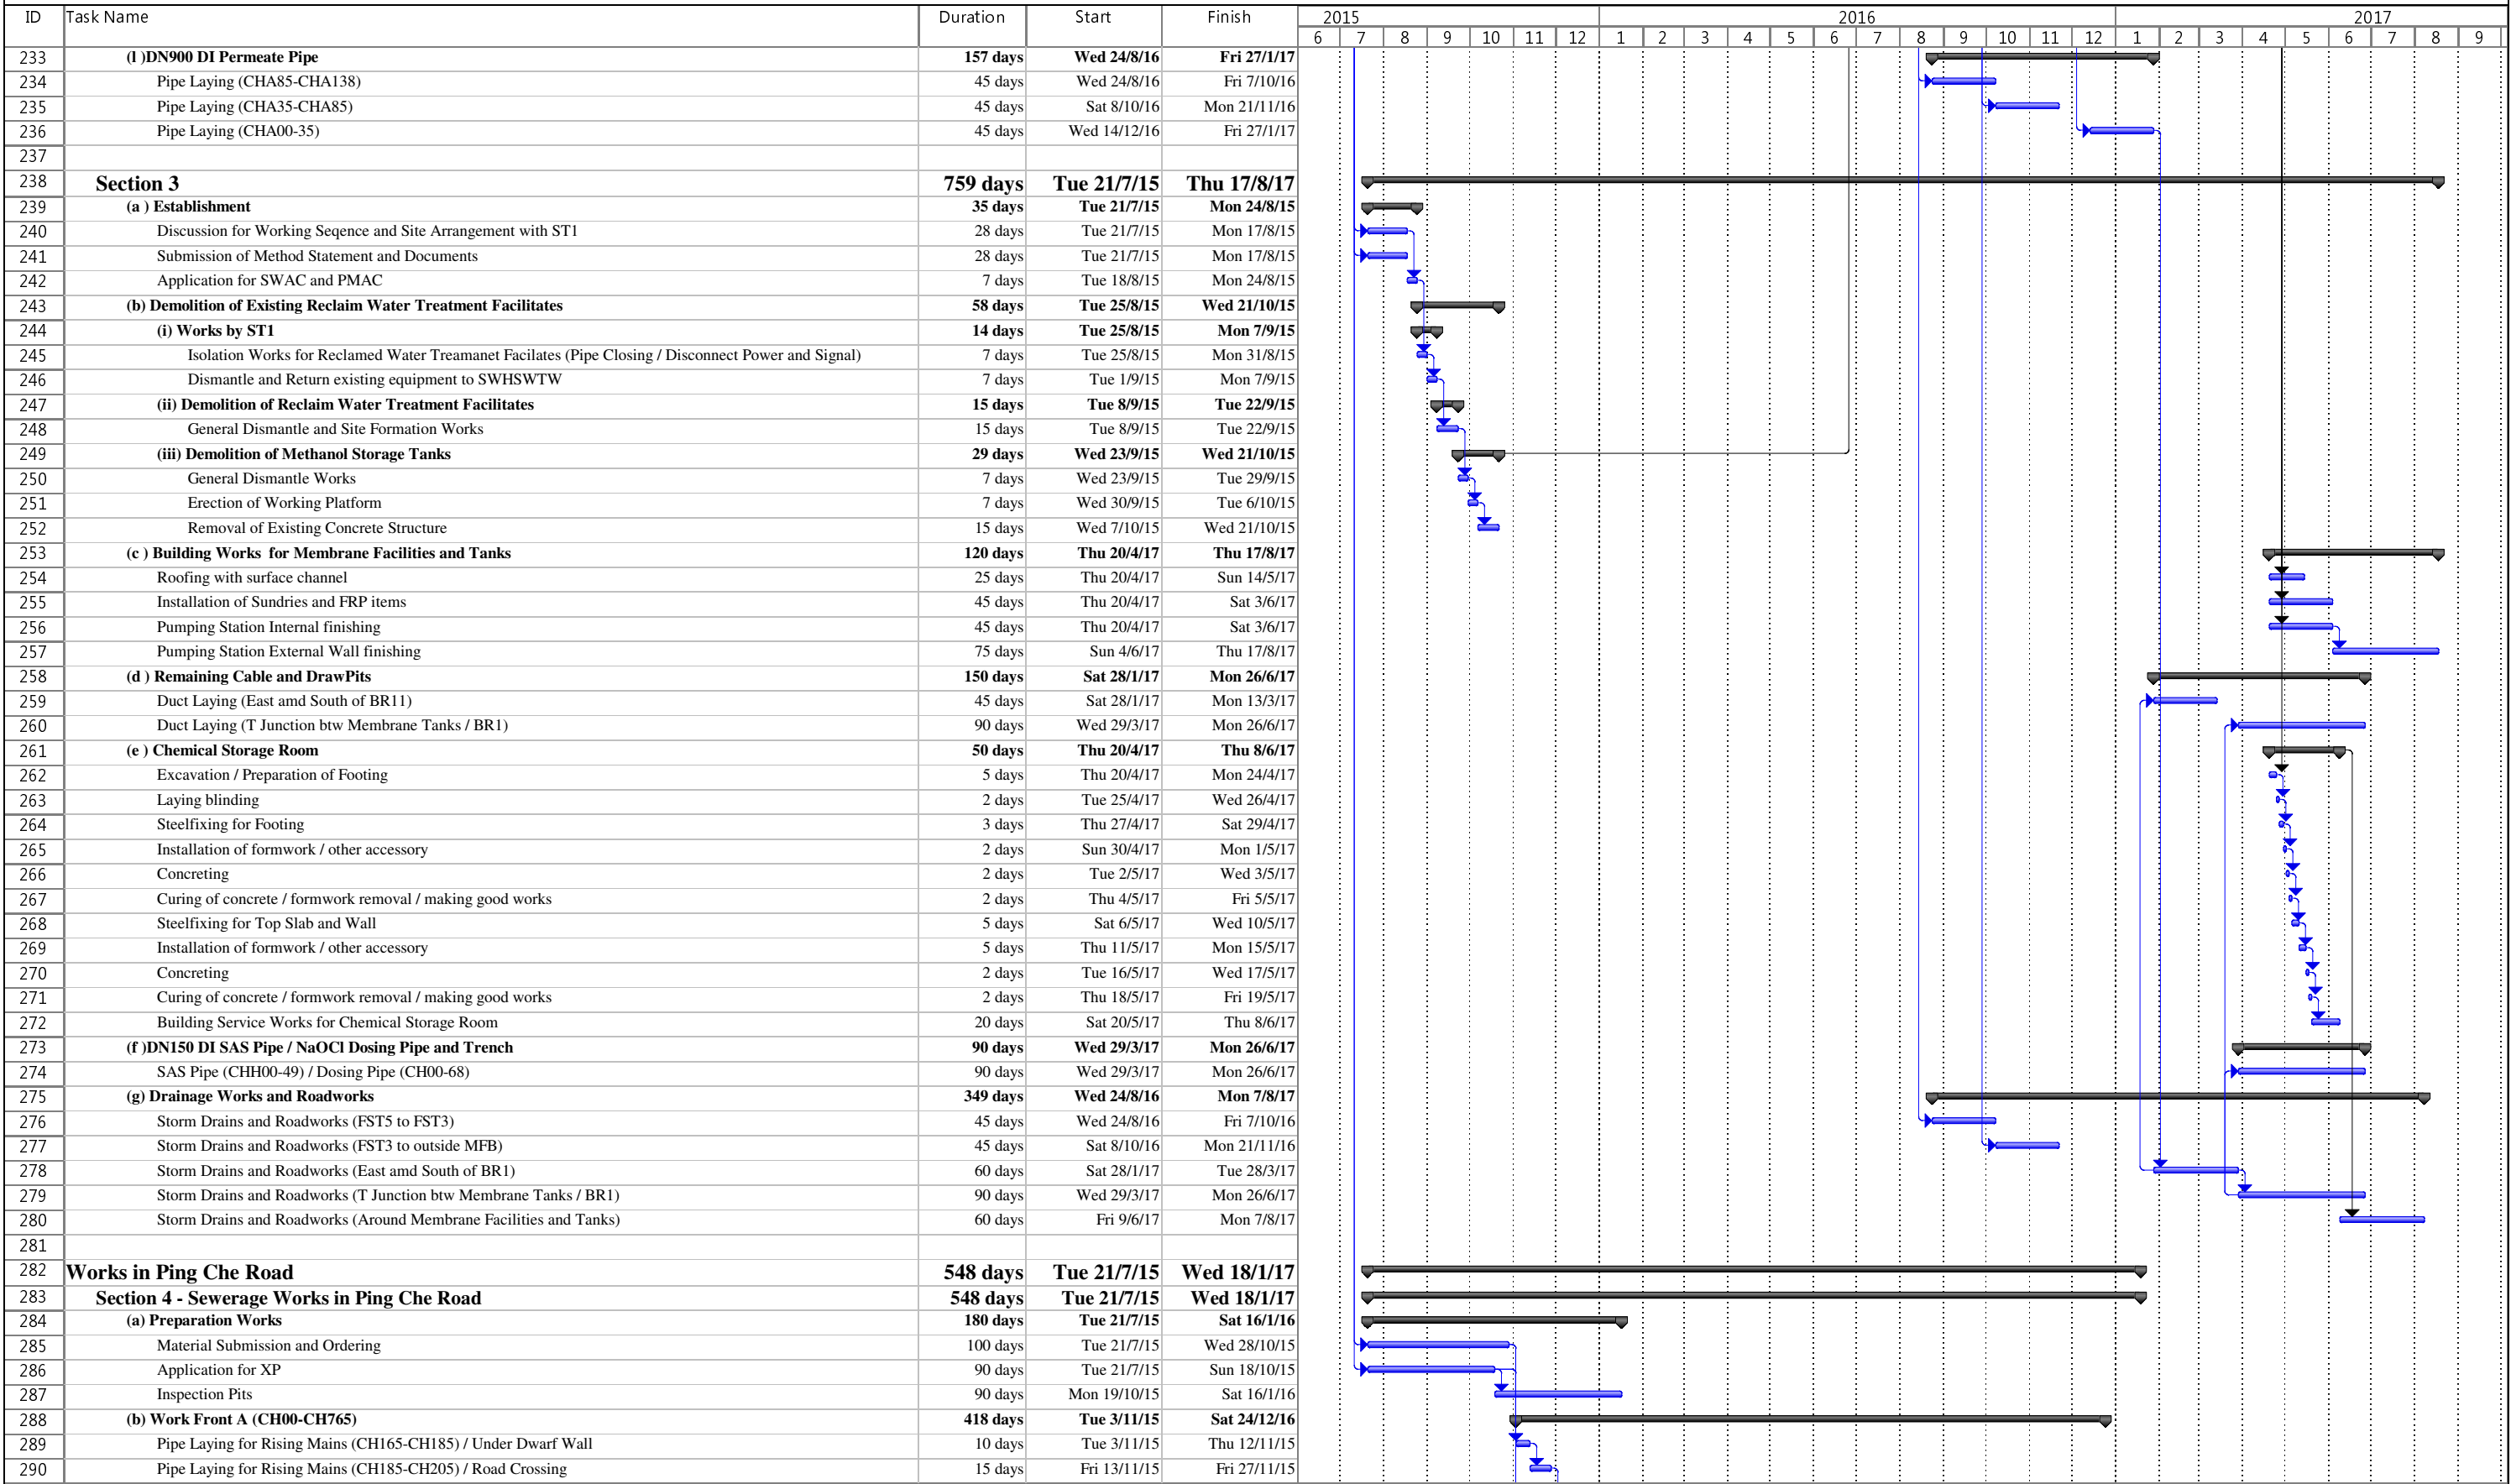 ID Task Name Duration Start Finish 2015 2016 2017
6 7 8 9 10 11 12 1 2 3 4 5 6 7 8 9 10 11 12 1 2 3 4 5 6 7 8 9
233 (l )DN900 DI Permeate Pipe 157 days Wed 24/8/16 Fri 27/1/17
234 Pipe Laying (CHA85-CHA138) 45 days Wed 24/8/16 Fri 7/10/16
235 Pipe Laying (CHA35-CHA85) 45 days Sat 8/10/16 Mon 21/11/16
236 Pipe Laying (CHA00-35) 45 days Wed 14/12/16 Fri 27/1/17
237
238 Section 3 759 days Tue 21/7/15 Thu 17/8/17
239 (a ) Establishment 35 days Tue 21/7/15 Mon 24/8/15
240 Discussion for Working Seqence and Site Arrangement with ST1 28 days Tue 21/7/15 Mon 17/8/15
241 Submission of Method Statement and Documents 28 days Tue 21/7/15 Mon 17/8/15
242 Application for SWAC and PMAC 7 days Tue 18/8/15 Mon 24/8/15
243 (b) Demolition of Existing Reclaim Water Treatment Facilitates 58 days Tue 25/8/15 Wed 21/10/15
244 (i) Works by ST1 14 days Tue 25/8/15 Mon 7/9/15
245 Isolation Works for Reclamed Water Treamanet Facilates (Pipe Closing / Disconnect Power and Signal) 7 days Tue 25/8/15 Mon 31/8/15
246 Dismantle and Return existing equipment to SWHSWTW 7 days Tue 1/9/15 Mon 7/9/15
247 (ii) Demolition of Reclaim Water Treatment Facilitates 15 days Tue 8/9/15 Tue 22/9/15
248 General Dismantle and Site Formation Works 15 days Tue 8/9/15 Tue 22/9/15
249 (iii) Demolition of Methanol Storage Tanks 29 days Wed 23/9/15 Wed 21/10/15
250 General Dismantle Works 7 days Wed 23/9/15 Tue 29/9/15
251 Erection of Working Platform 7 days Wed 30/9/15 Tue 6/10/15
252 Removal of Existing Concrete Structure 15 days Wed 7/10/15 Wed 21/10/15
253 (c ) Building Works for Membrane Facilities and Tanks 120 days Thu 20/4/17 Thu 17/8/17
254 Roofing with surface channel 25 days Thu 20/4/17 Sun 14/5/17
255 Installation of Sundries and FRP items 45 days Thu 20/4/17 Sat 3/6/17
256 Pumping Station Internal finishing 45 days Thu 20/4/17 Sat 3/6/17
257 Pumping Station External Wall finishing 75 days Sun 4/6/17 Thu 17/8/17
258 (d ) Remaining Cable and DrawPits 150 days Sat 28/1/17 Mon 26/6/17
259 Duct Laying (East amd South of BR11) 45 days Sat 28/1/17 Mon 13/3/17
260 Duct Laying (T Junction btw Membrane Tanks / BR1) 90 days Wed 29/3/17 Mon 26/6/17
261 (e ) Chemical Storage Room 50 days Thu 20/4/17 Thu 8/6/17
262 Excavation / Preparation of Footing 5 days Thu 20/4/17 Mon 24/4/17
263 Laying blinding 2 days Tue 25/4/17 Wed 26/4/17
264 Steelfixing for Footing 3 days Thu 27/4/17 Sat 29/4/17
265 Installation of formwork / other accessory 2 days Sun 30/4/17 Mon 1/5/17
266 Concreting 2 days Tue 2/5/17 Wed 3/5/17
267 Curing of concrete / formwork removal / making good works 2 days Thu 4/5/17 Fri 5/5/17
268 Steelfixing for Top Slab and Wall 5 days Sat 6/5/17 Wed 10/5/17
269 Installation of formwork / other accessory 5 days Thu 11/5/17 Mon 15/5/17
270 Concreting 2 days Tue 16/5/17 Wed 17/5/17
271 Curing of concrete / formwork removal / making good works 2 days Thu 18/5/17 Fri 19/5/17
272 Building Service Works for Chemical Storage Room 20 days Sat 20/5/17 Thu 8/6/17
273 (f )DN150 DI SAS Pipe / NaOCl Dosing Pipe and Trench 90 days Wed 29/3/17 Mon 26/6/17
274 SAS Pipe (CHH00-49) / Dosing Pipe (CH00-68) 90 days Wed 29/3/17 Mon 26/6/17
275 (g) Drainage Works and Roadworks 349 days Wed 24/8/16 Mon 7/8/17
276 Storm Drains and Roadworks (FST5 to FST3) 45 days Wed 24/8/16 Fri 7/10/16
277 Storm Drains and Roadworks (FST3 to outside MFB) 45 days Sat 8/10/16 Mon 21/11/16
278 Storm Drains and Roadworks (East amd South of BR1) 60 days Sat 28/1/17 Tue 28/3/17
279 Storm Drains and Roadworks (T Junction btw Membrane Tanks / BR1) 90 days Wed 29/3/17 Mon 26/6/17
280 Storm Drains and Roadworks (Around Membrane Facilities and Tanks) 60 days Fri 9/6/17 Mon 7/8/17
281
282 Works in Ping Che Road 548 days Tue 21/7/15 Wed 18/1/17
283 Section 4 - Sewerage Works in Ping Che Road 548 days Tue 21/7/15 Wed 18/1/17
284 (a) Preparation Works 180 days Tue 21/7/15 Sat 16/1/16
285 Material Submission and Ordering 100 days Tue 21/7/15 Wed 28/10/15
286 Application for XP 90 days Tue 21/7/15 Sun 18/10/15
287 Inspection Pits 90 days Mon 19/10/15 Sat 16/1/16
288 (b) Work Front A (CH00-CH765) 418 days Tue 3/11/15 Sat 24/12/16
289 Pipe Laying for Rising Mains (CH165-CH185) / Under Dwarf Wall 10 days Tue 3/11/15 Thu 12/11/15
290 Pipe Laying for Rising Mains (CH185-CH205) / Road Crossing 15 days Fri 13/11/15 Fri 27/11/15